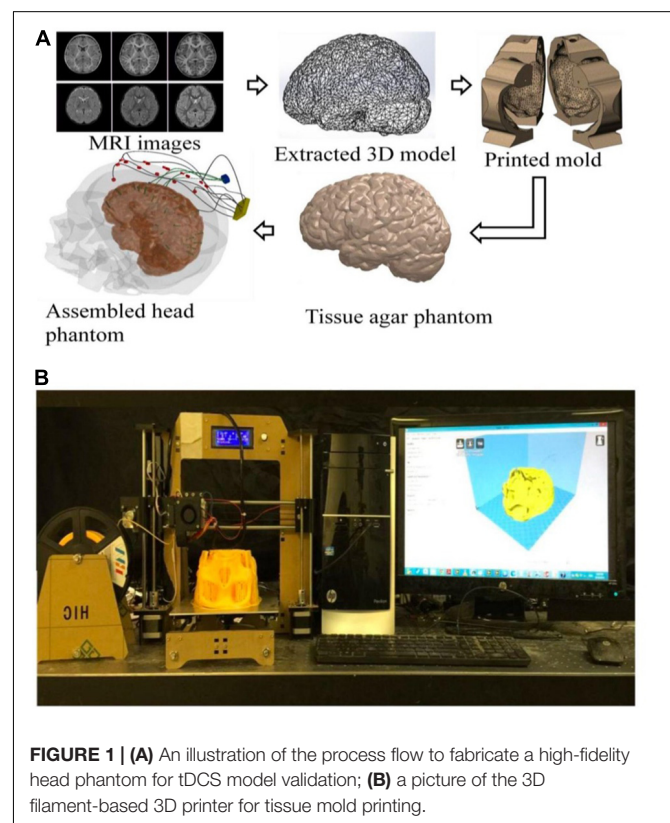 A
MRI images
Extracted 3D model
Printed mold
Assembled head
phantom
Tissue agar phantom
B
HIC
hp
FIGURE 1 | (A) An illustration of the process flow to fabricate a high-fidelity
head phantom for tDCS model validation; (B) a picture of the 3D
filament-based 3D printer for tissue mold printing.